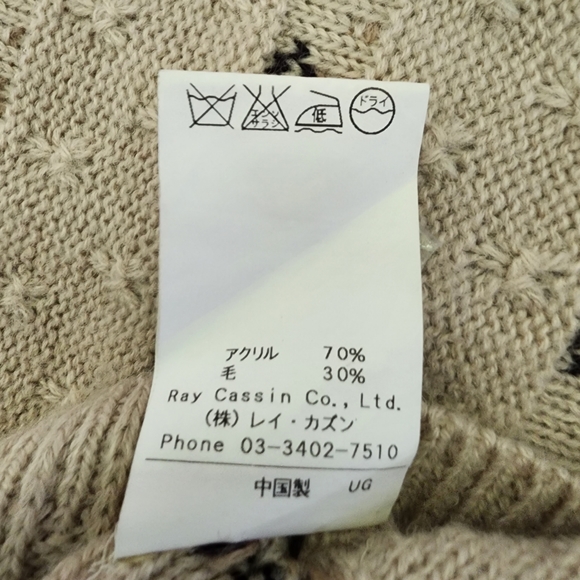 エンソ サラシ 低 ドライ
アクリル 70%
毛 30%
Ray Cassin Co., Ltd.
(株)レイ・カズン
Phone 03-3402-7510
中国製 UG